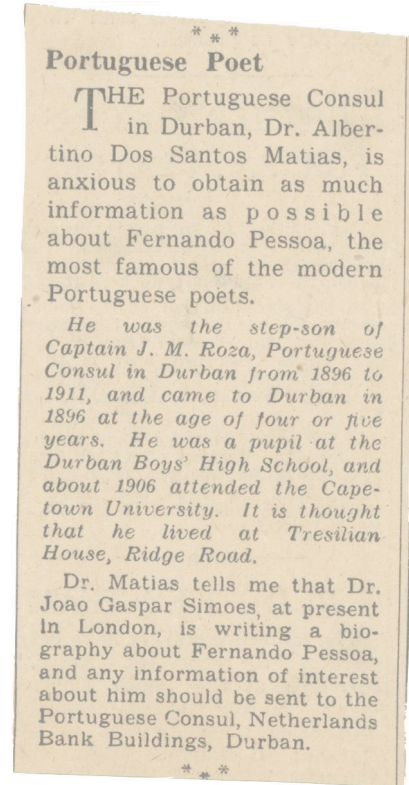 * * *
Portuguese Poet
THE Portuguese Consul
in Durban, Dr. Alber-
tino Dos Santos Matias, is
anxious to obtain as much
information as possible
about Fernando Pessoa, the
most famous of the modern
Portuguese poets.
He was the step-son of
Captain J. M. Roza, Portuguese
Consul in Durban from 1896 to
1911, and came to Durban in
1896 at the age of four or five
years. He was a pupil at the
Durban Boys' High School, and
about 1906 attended the Cape-
town University. It is thought
that he lived at Tresilian
House, Ridge Road.
Dr. Matias tells me that Dr.
Joao Gaspar Simoes, at present
in London, is writing a bio-
graphy about Fernando Pessoa,
and any information of interest
about him should be sent to the
Portuguese Consul, Netherlands
Bank Buildings, Durban.
* * *